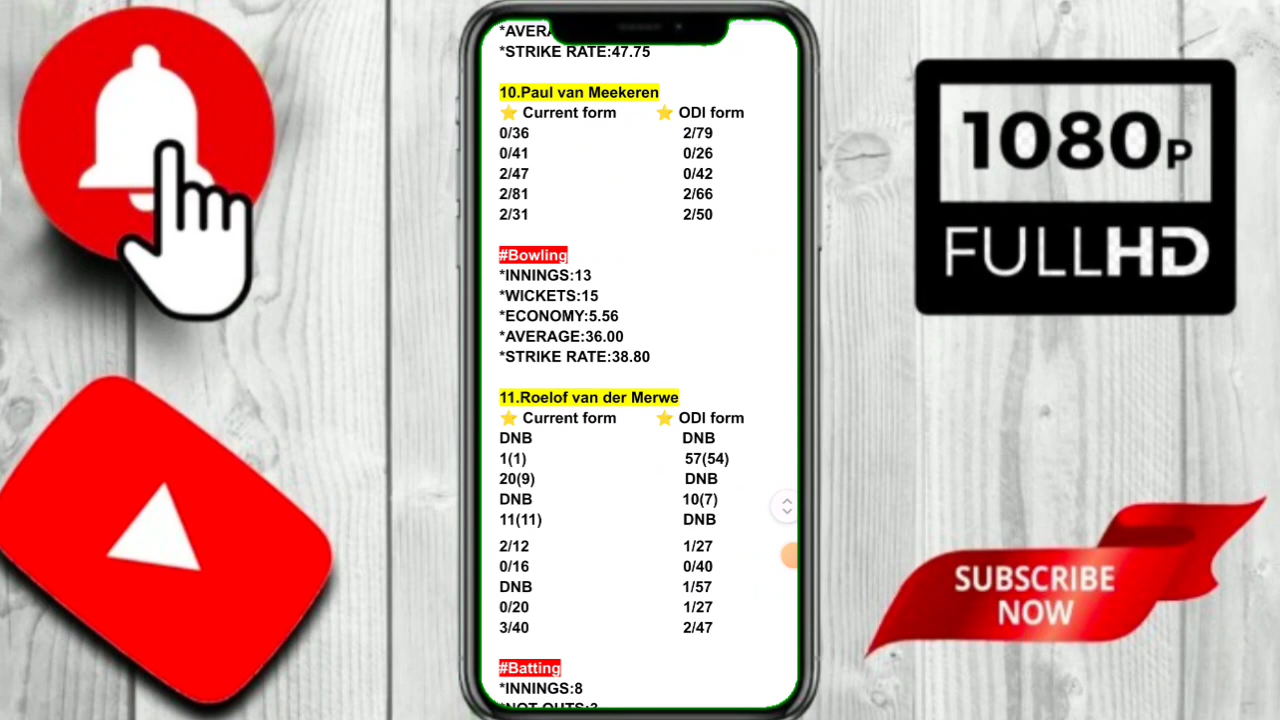 *AVERA
*STRIKE RATE:47.75
10.Paul van Meekeren
⭐ Current form ⭐ ODI form
0/36 2/79
0/41 0/26
2/47 0/42
2/81 2/66
2/31 2/50
#Bowling
*INNINGS:13
*WICKETS:15
*ECONOMY:5.56
*AVERAGE:36.00
*STRIKE RATE:38.80
11.Roelof van der Merwe
⭐ Current form ⭐ ODI form
DNB DNB
1(1) 57(54)
20(9) DNB
DNB 10(7)
11(11) DNB
2/12 1/27
0/16 0/40
DNB 1/57
0/20 1/27
3/40 2/47
#Batting
*INNINGS:8
*NOT OUTS:3
1080P
FULLHD
SUBSCRIBE
NOW